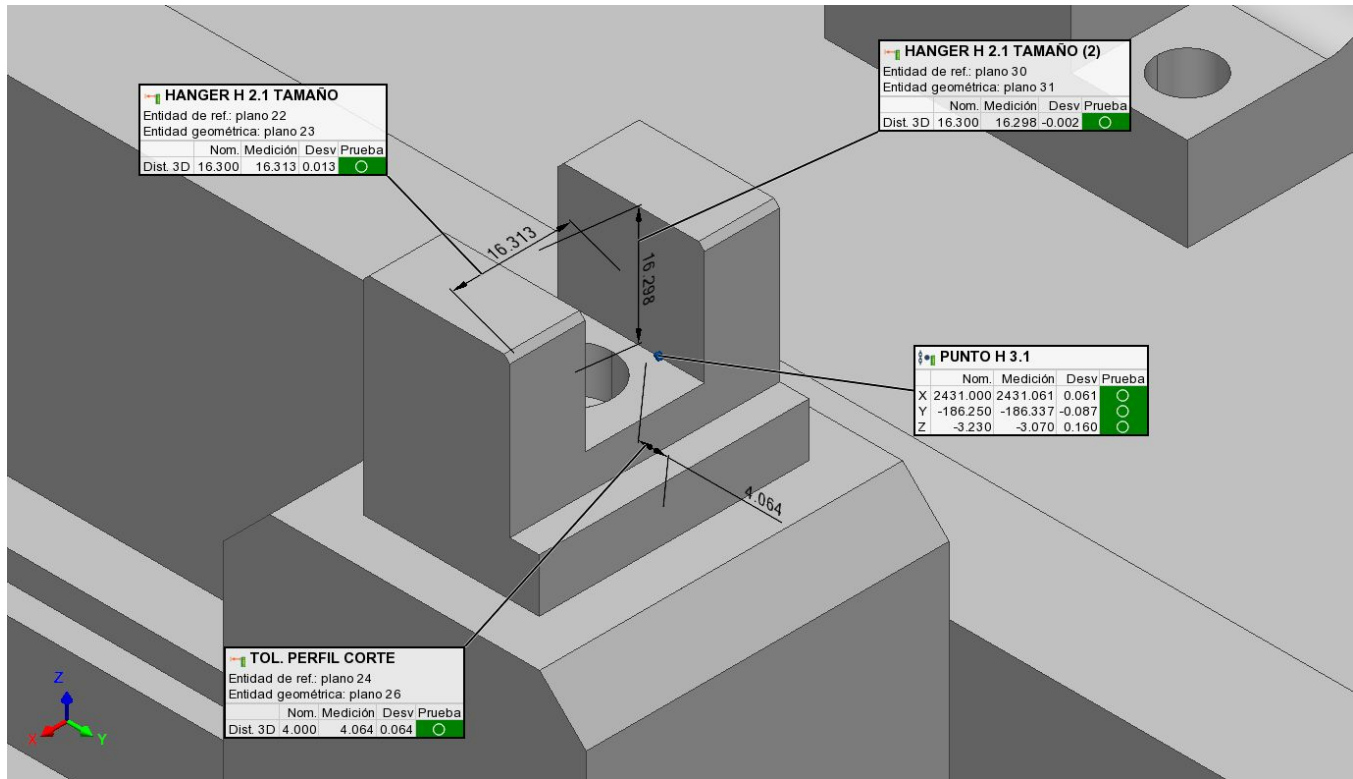 HANGER H 2.1 TAMAÑO
Entidad de ref.: plano 22
Entidad geométrica: plano 23
Nom. Medición Desv Prueba
Dist. 3D 16.300 16.313 0.013
HANGER H 2.1 TAMAÑO (2)
Entidad de ref.: plano 30
Entidad geométrica: plano 31
Nom. Medición Desv Prueba
Dist. 3D 16.300 16.298 -0.002
16.313
16.298
PUNTO H 3.1
Nom. Medición Desv Prueba
X 2431.000 2431.061 0.061
Y -186.250 -186.337 -0.087
Z -3.230 -3.070 0.160
4.064
TOL. PERFIL CORTE
Entidad de ref.: plano 24
Entidad geométrica: plano 26
Nom. Medición Desv Prueba
Dist. 3D 4.000 4.064 0.064
Z
X
Y